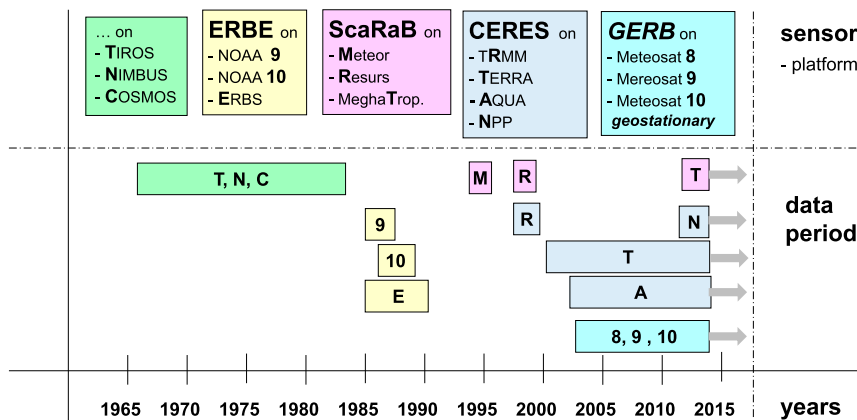 ... on
- TIROS
- NIMBUS
- COSMOS
ERBE on
- NOAA 9
- NOAA 10
- ERBS
ScaRaB on
- Meteor
- Resurs
- MeghaTrop.
CERES on
- TRMM
- TERRA
- AQUA
- NPP
GERB on
- Meteosat 8
- Mereosat 9
- Meteosat 10
geostationary
sensor
- platform
T, N, C
M
R
T
9
R
N
10
T
E
A
8, 9 , 10
data
period
1965 1970 1975 1980 1985 1990 1995 2000 2005 2010 2015
years